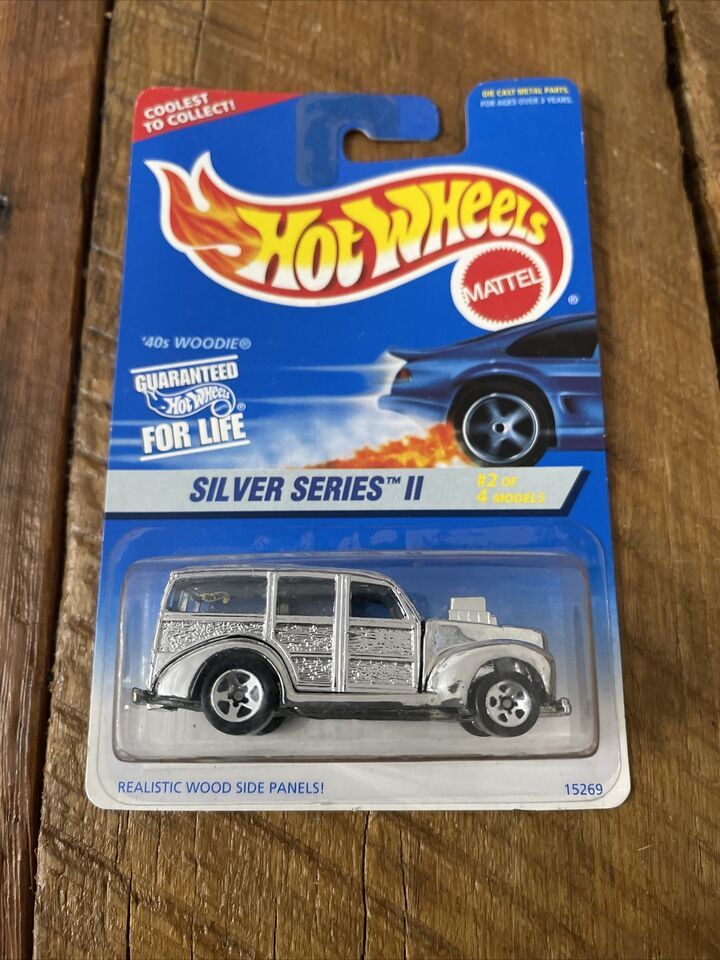 COOLEST
TO COLLECT!
DIE CAST METAL PARTS.
FOR AGES OVER 3 YEARS.
HOT WHEELS
MATTEL
®
'40s WOODIE®
GUARANTEED
HOT WHEELS
®
FOR LIFE
SILVER SERIES™ II
#2 OF
4 MODELS
REALISTIC WOOD SIDE PANELS!
15269